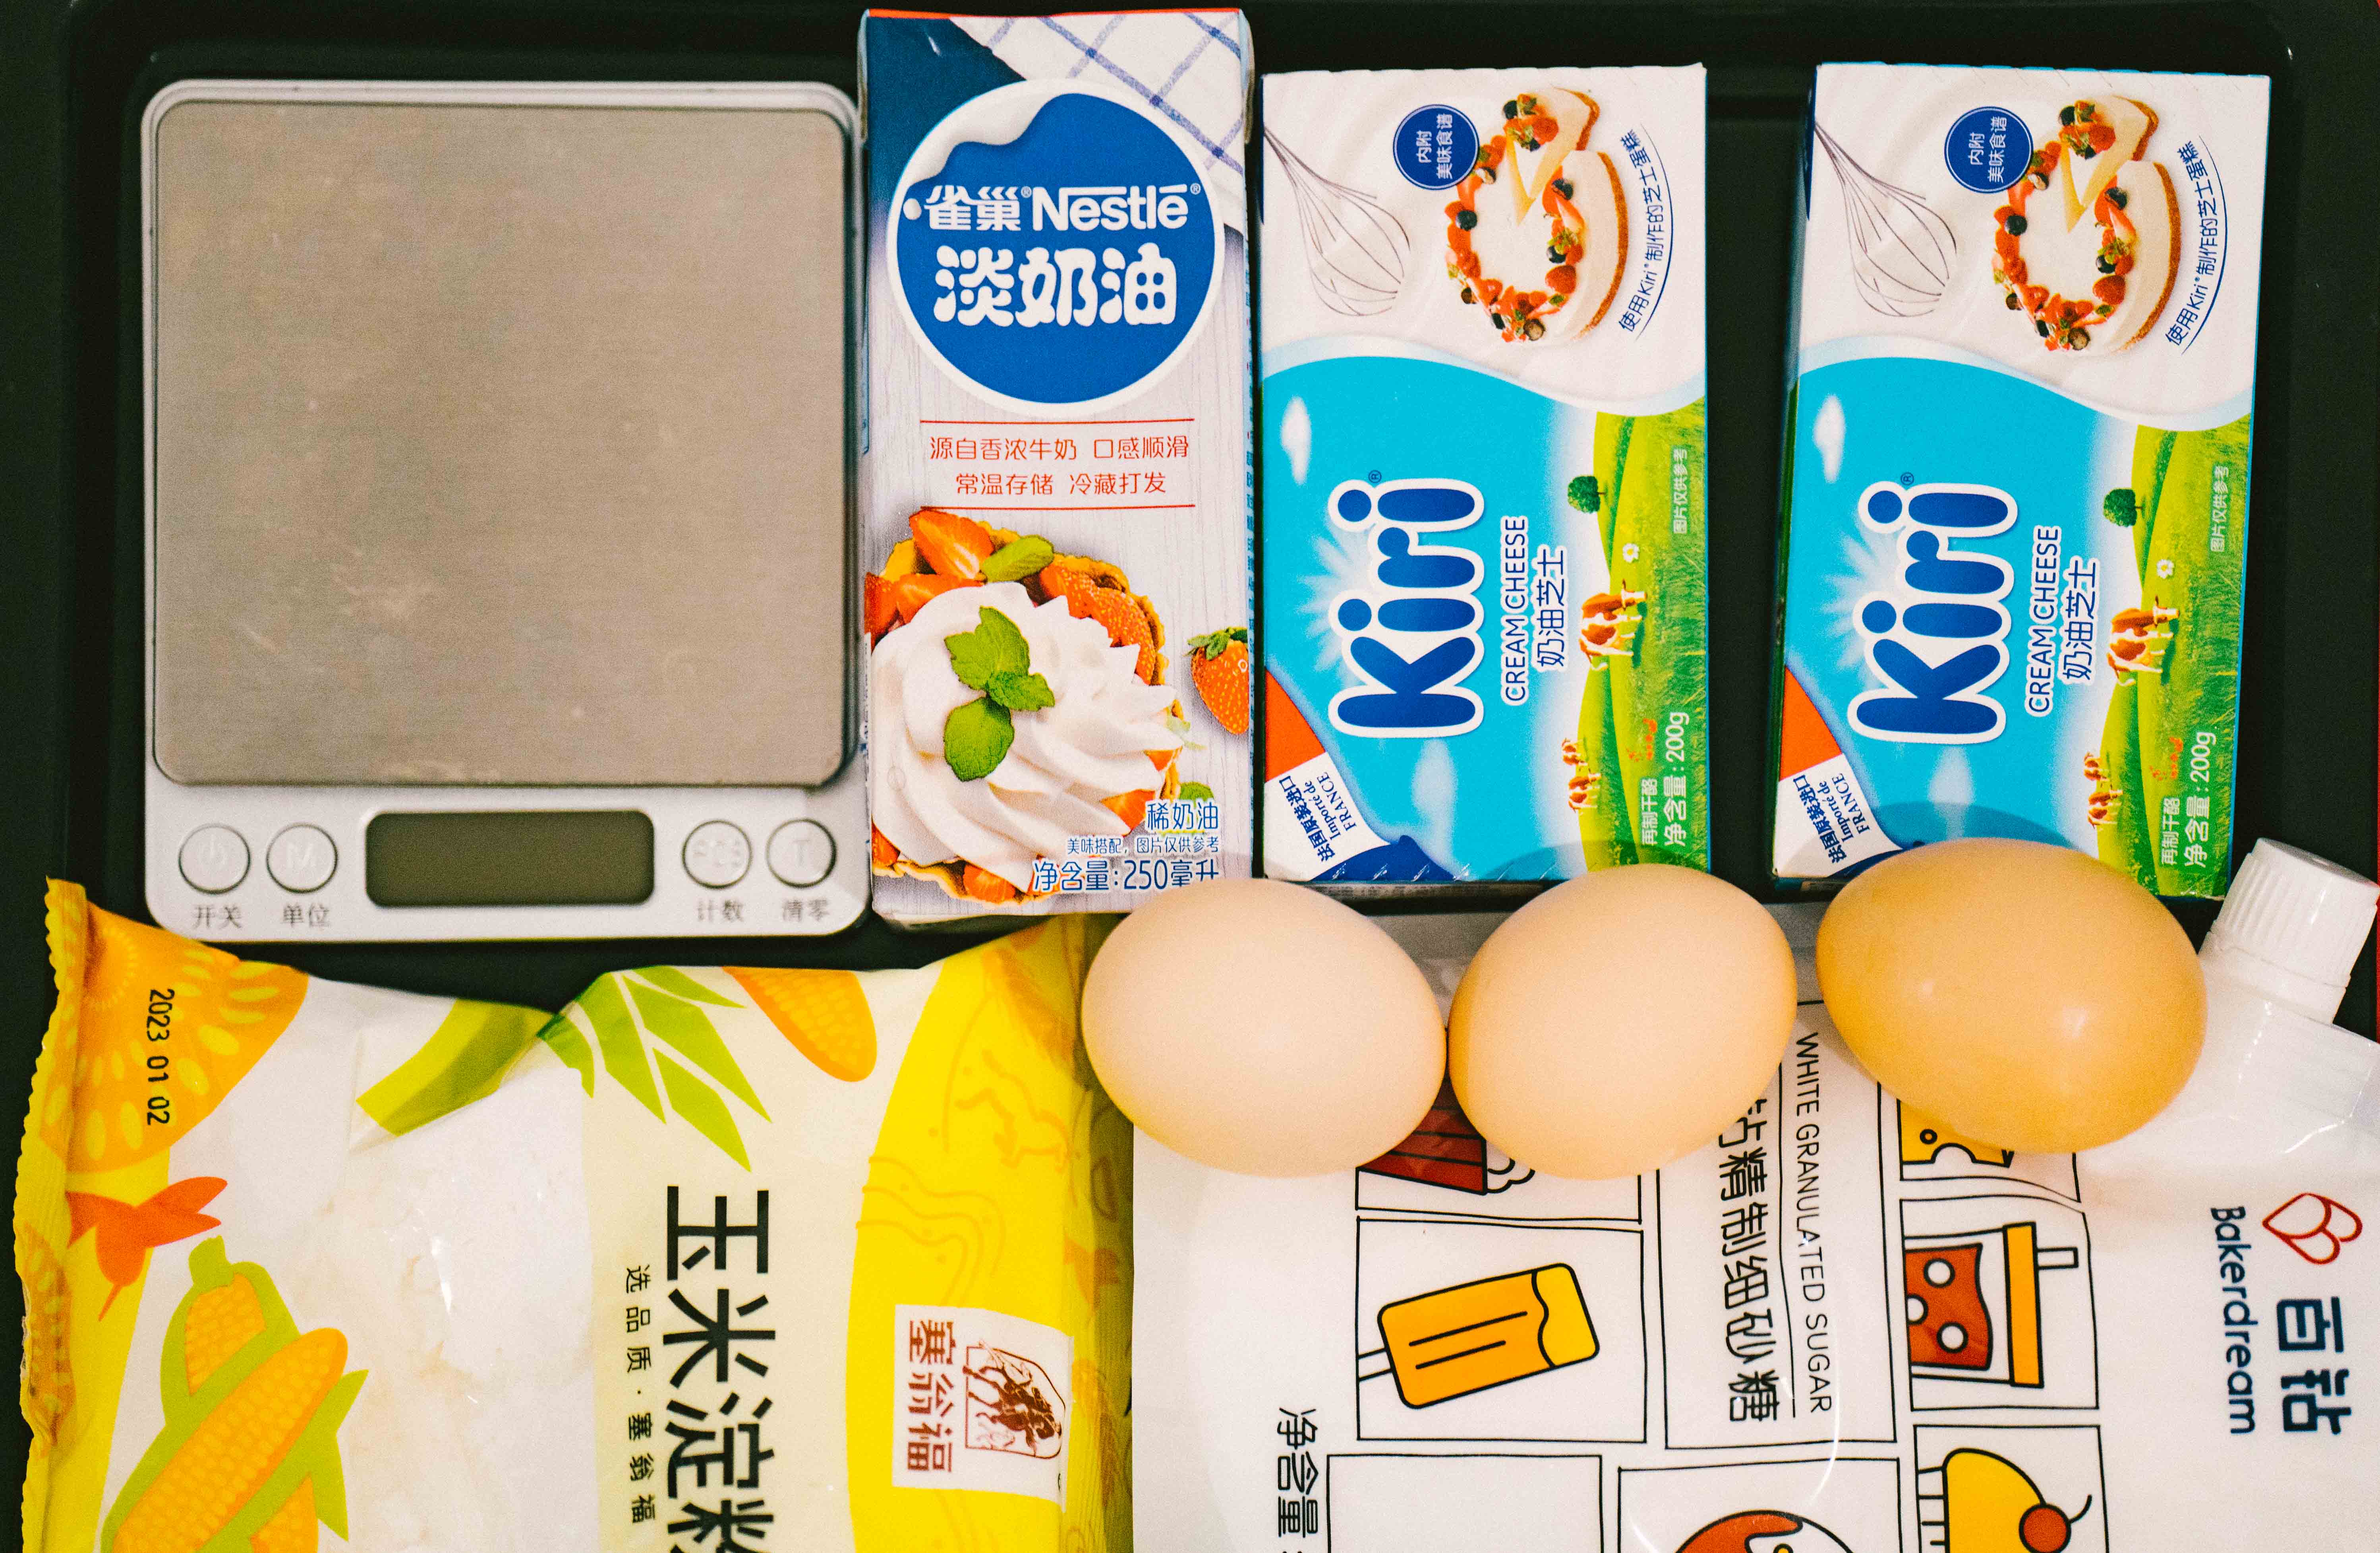 开关
单位
计数
清零
M
T
雀巢®Nestlé®
淡奶油
源自香浓牛奶 口感顺滑
常温存储 冷藏打发
稀奶油
美味搭配，图片仅供参考
净含量:250毫升
内附
美味食谱
使用Kiri®制作的芝士蛋糕
Kiri®
CREAM CHEESE
奶油芝士
图片仅供参考
法国原装进口
Importé de
FRANCE
再制干酪
净含量:200g
内附
美味食谱
使用Kiri®制作的芝士蛋糕
Kiri®
CREAM CHEESE
奶油芝士
图片仅供参考
法国原装进口
Importé de
FRANCE
再制干酪
净含量:200g
2023 01 02
玉米淀粉
选品质·塞翁福
塞翁福
WHITE GRANULATED SUGAR
钻精制细砂糖
净含量:
百钻
Bakerdream